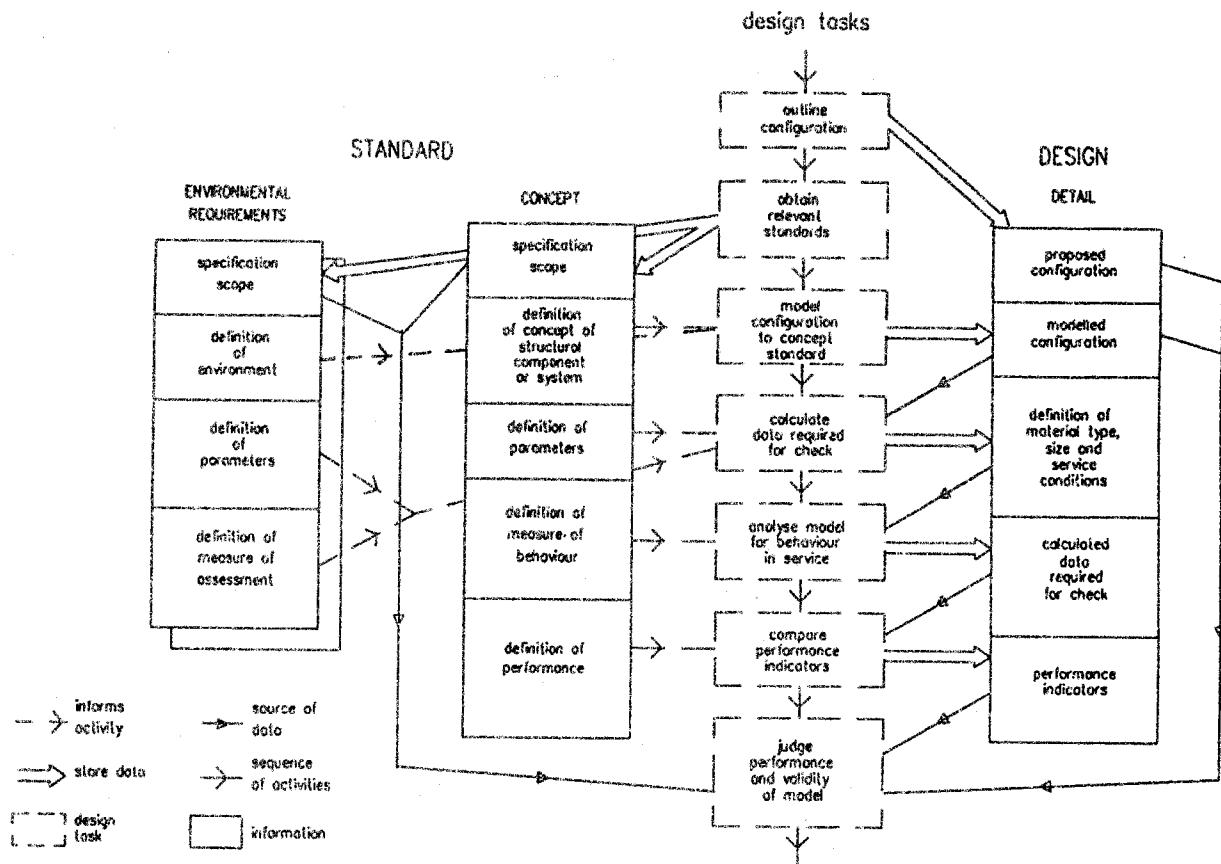 design tasks
outline
configuration
STANDARD
DESIGN
ENVIRONMENTAL
REQUIREMENTS
CONCEPT
DETAIL
obtain
relevant
standards
specification
scope
specification
scope
proposed
configuration
definition
of
environment
definition
of concept of
structural
component
or system
model
configuration
to concept
standard
modelled
configuration
definition
of
parameters
definition
of parameters
calculate
data required
for check
definition of
material type,
size and
service
conditions
definition of
measure of
assessment
definition of
measure of
behaviour
analyse model
for behaviour
in service
calculated
data
required
for check
definition of
performance
compare
performance
indicators
performance
indicators
judge
performance
and validity
of model
informs
activity
source of
data
store data
sequence
of activities
design
task
information